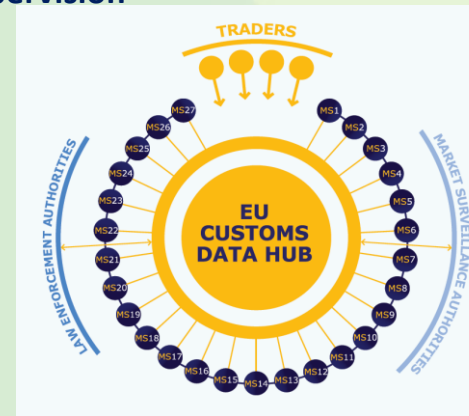 TRADERS
MS27
MS1
MS26
MS2
MS25
MS3
MS24
MS4
MS23
MS5
MS22
MS6
MS21
MS7
MS20
MS8
MS19
MS9
MS18
MS10
MS17
MS11
MS16
MS12
MS15
MS14
MS13
EU
CUSTOMS
DATA HUB
LAW ENFORCEMENT AUTHORITIES
MARKET SURVEILLANCE AUTHORITIES